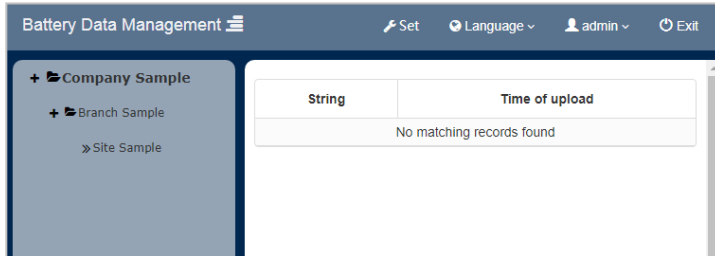 Battery Data Management
Set
Language
admin
Exit
+ Company Sample
+ Branch Sample
Site Sample
String Time of upload
No matching records found